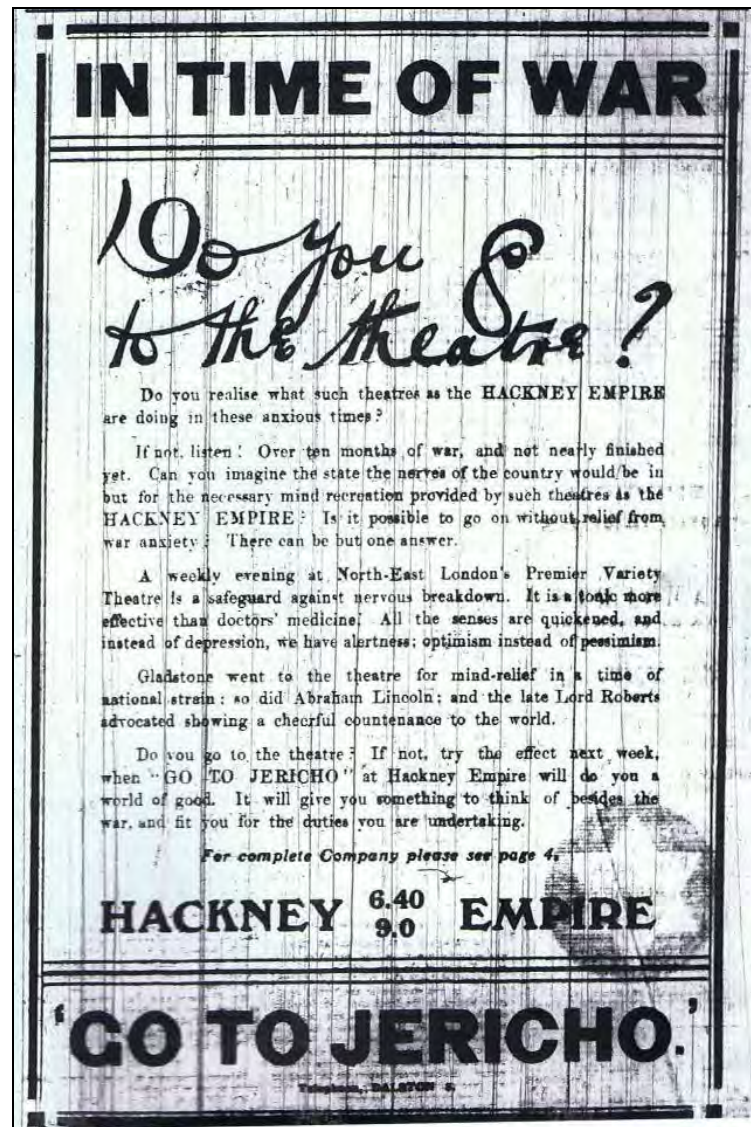 IN TIME OF WAR
Do you go
to the theatre?
Do you realise what such theatres as the HACKNEY EMPIRE
are doing in these anxious times?
If not, listen! Over ten months of war, and not nearly finished
yet. Can you imagine the state the nerves of the country would be in
but for the necessary mind recreation provided by such theatres as the
HACKNEY EMPIRE? Is it possible to go on without relief from
war anxiety? There can be but one answer.
A weekly evening at North-East London's Premier Variety
Theatre is a safeguard against nervous breakdown. It is a tonic more
effective than doctors' medicine. All the senses are quickened, and
instead of depression, we have alertness; optimism instead of pessimism.
Gladstone went to the theatre for mind-relief in a time of
national strain; so did Abraham Lincoln; and the late Lord Roberts
advocated showing a cheerful countenance to the world.
Do you go to the theatre? If not, try the effect next week,
when "GO TO JERICHO" at Hackney Empire will do you a
world of good. It will give you something to think of besides the
war, and fit you for the duties you are undertaking.
For complete Company please see page 4.
HACKNEY 6.40 9.0 EMPIRE
'GO TO JERICHO.'
Telephone, DALSTON 5.